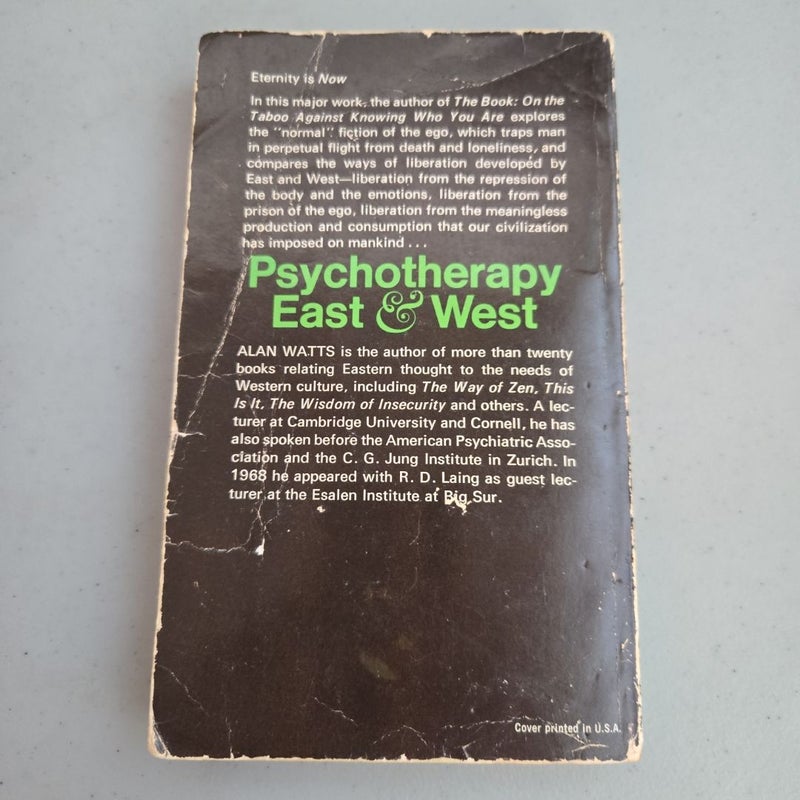 Eternity is Now
In this major work, the author of The Book: On the
Taboo Against Knowing Who You Are explores
the "normal" fiction of the ego, which traps man
in perpetual flight from death and loneliness, and
compares the ways of liberation developed by
East and West—liberation from the repression of
the body and the emotions, liberation from the
prison of the ego, liberation from the meaningless
production and consumption that our civilization
has imposed on mankind . . .
Psychotherapy
East & West
ALAN WATTS is the author of more than twenty
books relating Eastern thought to the needs of
Western culture, including The Way of Zen, This
Is It, The Wisdom of Insecurity and others. A lec-
turer at Cambridge University and Cornell, he has
also spoken before the American Psychiatric Asso-
ciation and the C. G. Jung Institute in Zurich. In
1968 he appeared with R. D. Laing as guest lec-
turer at the Esalen Institute at Big Sur.
Cover printed in U.S.A.